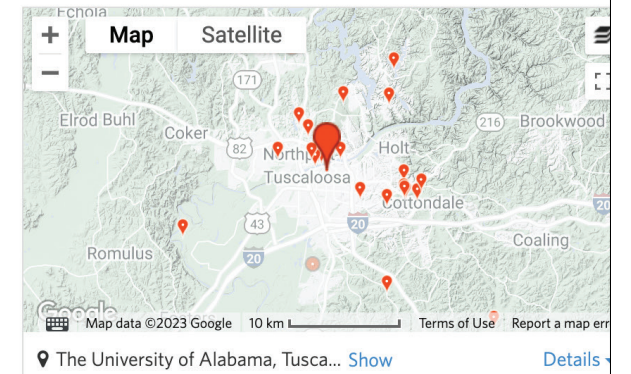 Echola
+ Map Satellite
−
171
Elrod Buhl
Coker
82
216 Brookwood
Holt
Tuscaloosa
Cottondale
20
43
20
Coaling
Romulus
20
Google
Map data ©2023 Google 10 km Terms of Use Report a map err
The University of Alabama, Tusca... Show Details